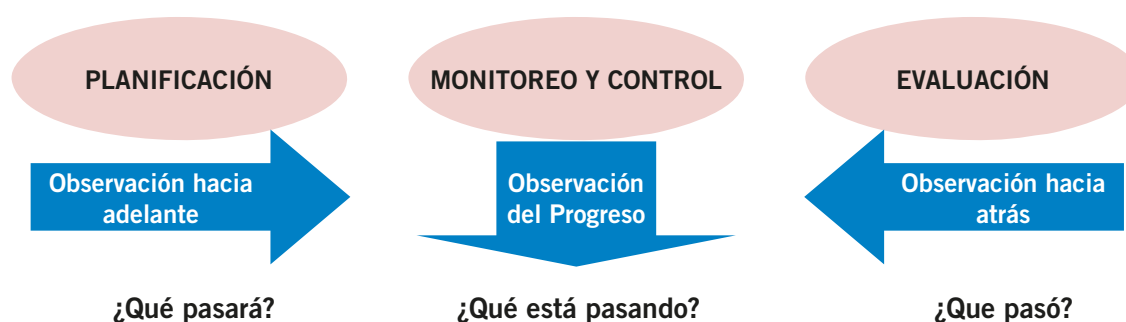 PLANIFICACIÓN
MONITOREO Y CONTROL
EVALUACIÓN
Observación hacia
adelante
Observación
del Progreso
Observación hacia
atrás
¿Qué pasará?
¿Qué está pasando?
¿Que pasó?